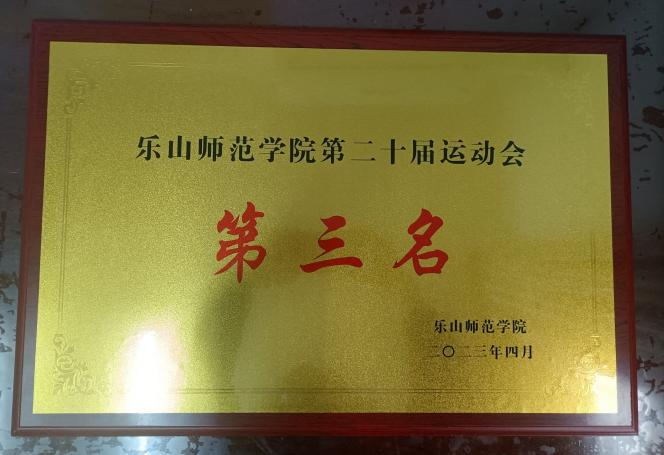 乐山师范学院第二十届运动会
第三名
乐山师范学院
二〇二三年四月